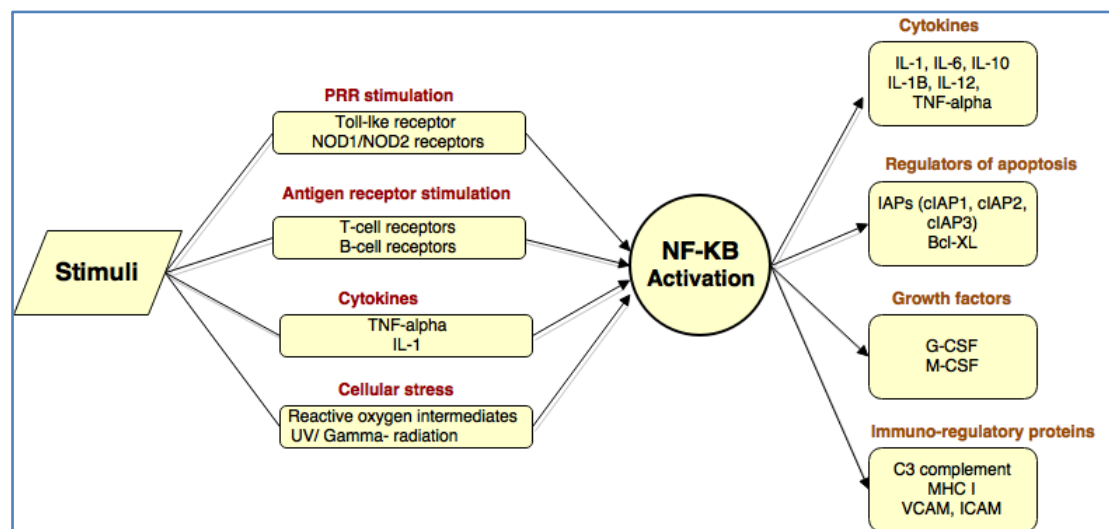 Stimuli
PRR stimulation
Toll-lke receptor
NOD1/NOD2 receptors
Antigen receptor stimulation
T-cell receptors
B-cell receptors
Cytokines
TNF-alpha
IL-1
Cellular stress
Reactive oxygen intermediates
UV/ Gamma- radiation
NF-KB
Activation
Cytokines
IL-1, IL-6, IL-10
IL-1B, IL-12,
TNF-alpha
Regulators of apoptosis
IAPs (cIAP1, cIAP2,
cIAP3)
Bcl-XL
Growth factors
G-CSF
M-CSF
Immuno-regulatory proteins
C3 complement
MHC I
VCAM, ICAM